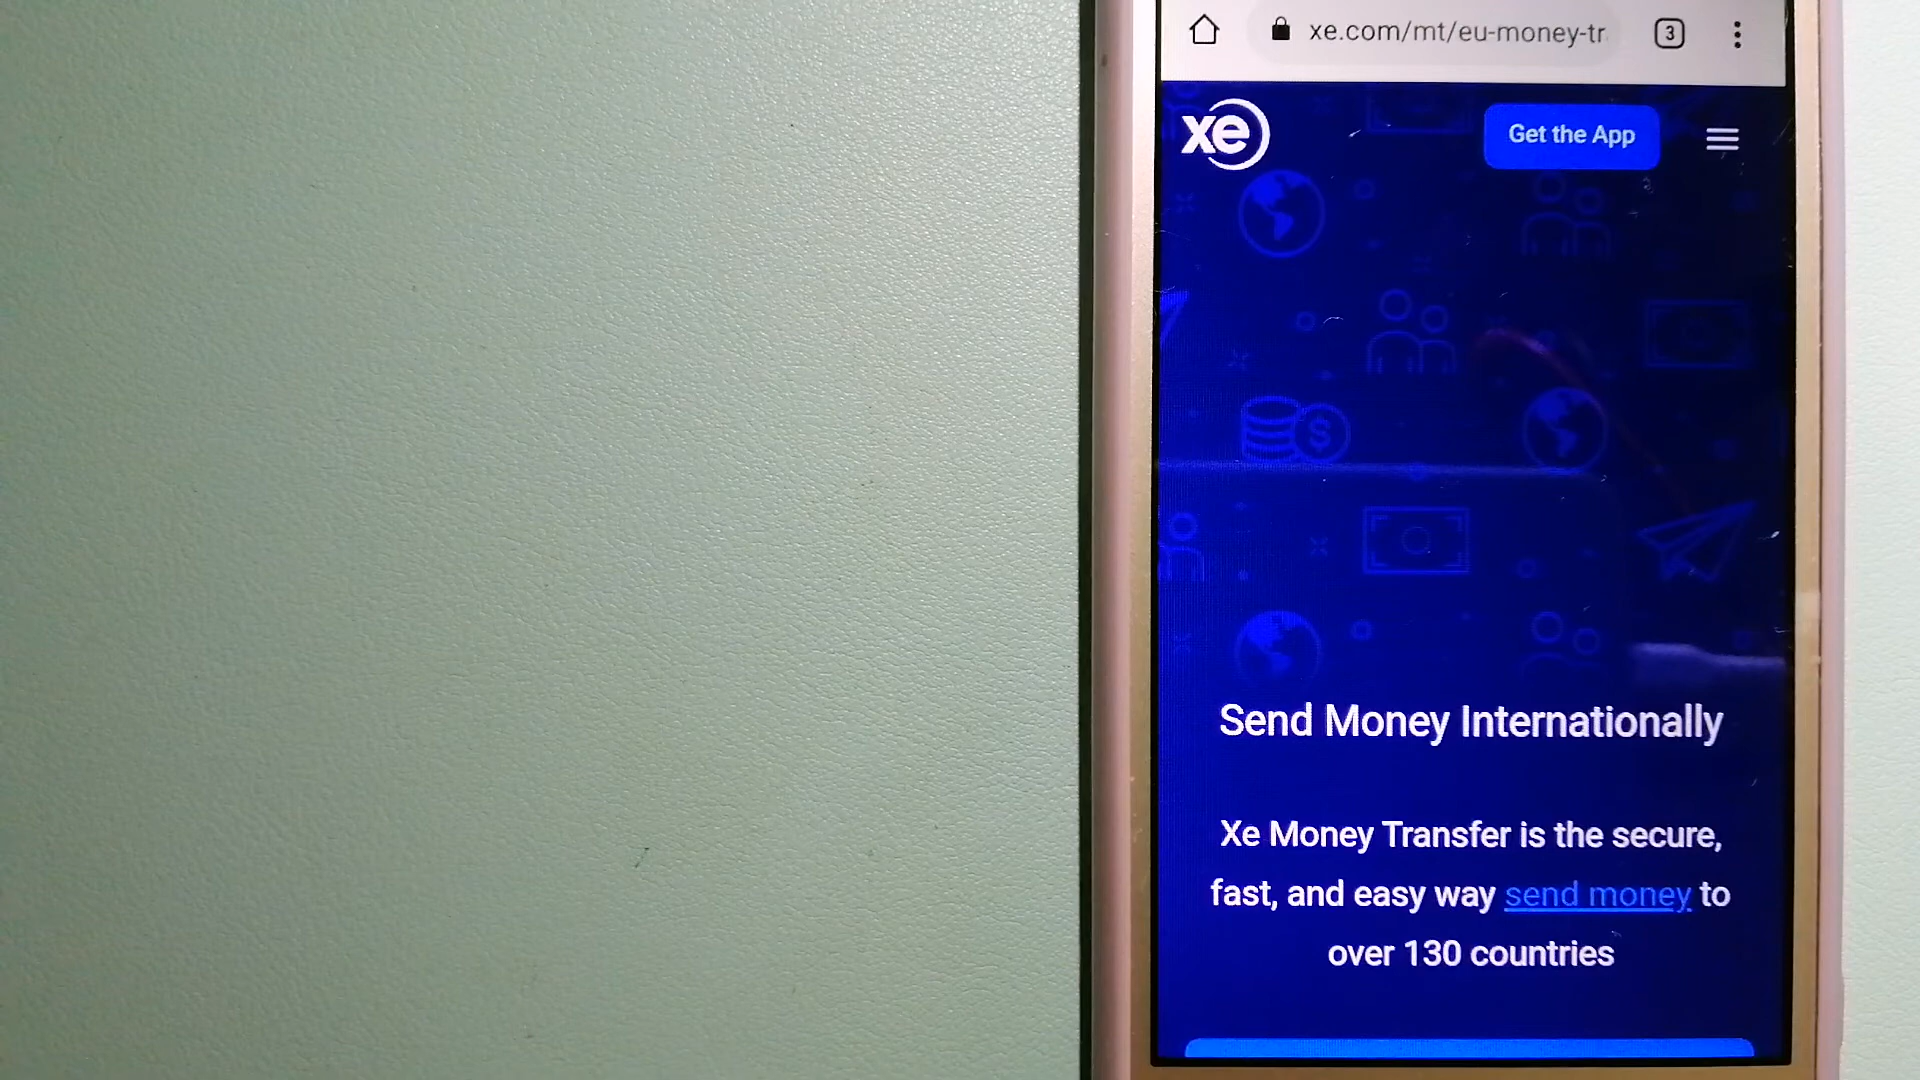 xe.com/mt/eu-money-tr
3
xe
Get the App
$
Send Money Internationally
Xe Money Transfer is the secure,
fast, and easy way send money to
over 130 countries